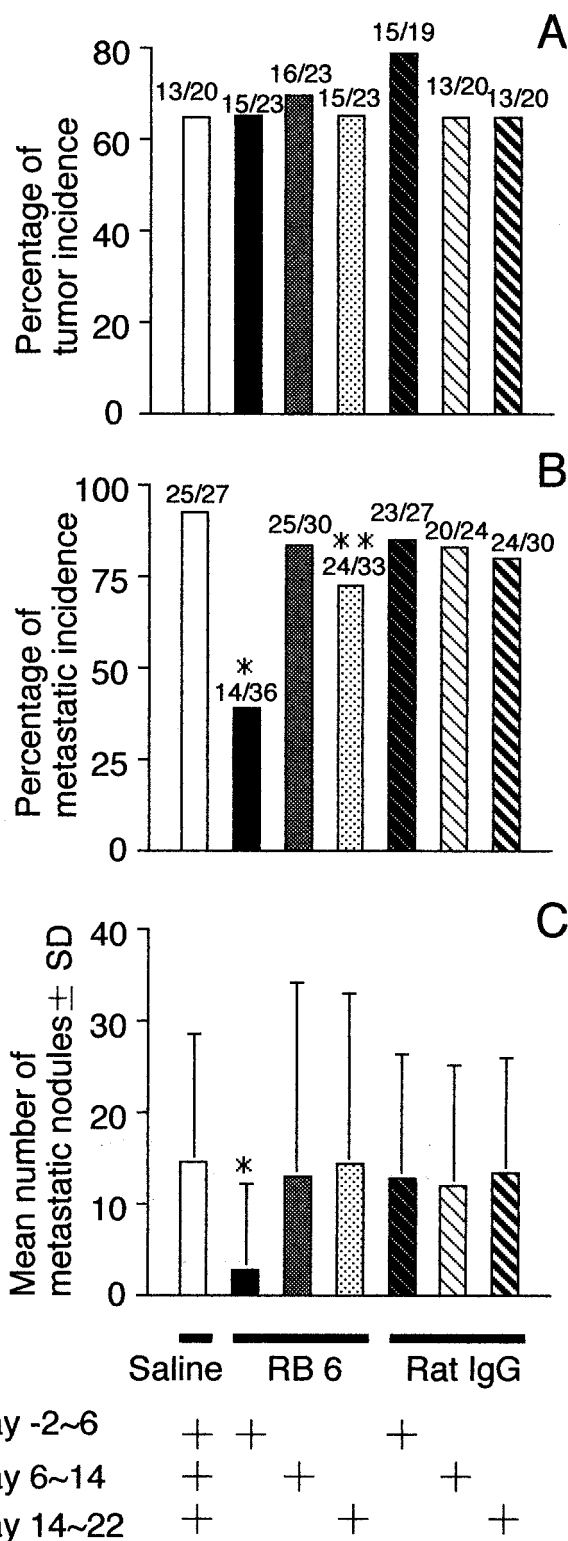 A
Percentage of
tumor incidence
80
60
40
20
0
13/20
15/23
16/23
15/23
15/19
13/20
13/20
B
Percentage of
metastatic incidence
100
75
50
25
0
25/27
*
14/36
25/30
**
24/33
23/27
20/24
24/30
C
Mean number of
metastatic nodules ± SD
40
30
20
10
0
*
Saline RB 6 Rat IgG
ay -2~6 + + +
ay 6~14 + + +
ay 14~22 + + +